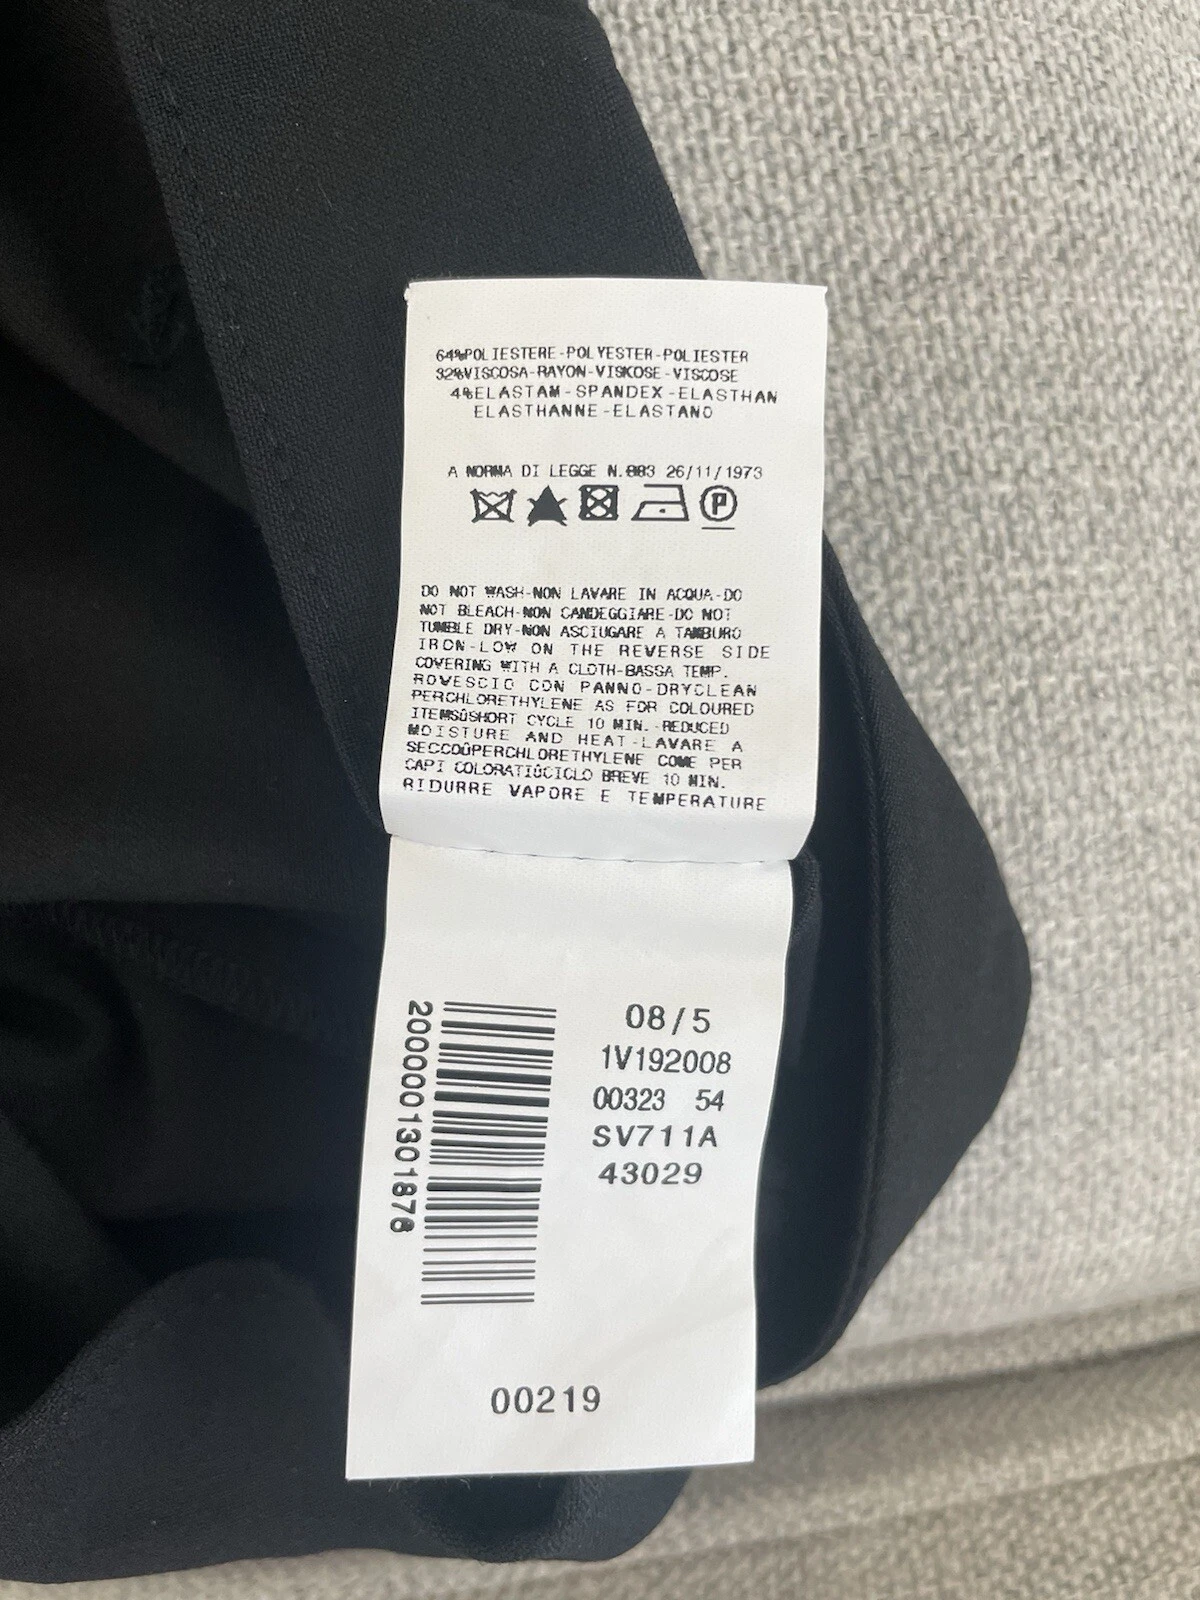 64%POLIESTERE-POLYESTER-POLIESTER
32%VISCOSA-RAYON-VISKOSE-VISCOSE
4%ELASTAM-SPANDEX-ELASTHAN
ELASTHANNE-ELASTANO
A NORMA DI LEGGE N.883 26/11/1973
P
DO NOT WASH-NON LAVARE IN ACQUA-DO
NOT BLEACH-NON CANDEGGIARE-DO NOT
TUMBLE DRY-NON ASCIUGARE A TAMBURO
IRON-LOW ON THE REVERSE SIDE
COVERING WITH A CLOTH-BASSA TEMP.
ROVESCIO CON PANNO-DRYCLEAN
PERCHLORETHYLENE AS FOR COLOURED
ITEMSÛSHORT CYCLE 10 MIN.-REDUCED
MOISTURE AND HEAT-LAVARE A
SECCOÛPERCHLORETHYLENE COME PER
CAPI COLORATIÛCICLO BREVE 10 MIN.
RIDURRE VAPORE E TEMPERATURE
2000001301876
08/5
1V192008
00323 54
SV711A
43029
00219